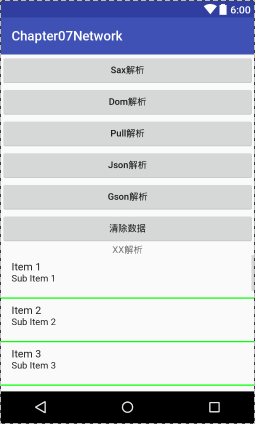 6:00
Chapter07Network
Sax解析
Dom解析
Pull解析
Json解析
Gson解析
清除数据
XX解析
Item 1
Sub Item 1
Item 2
Sub Item 2
Item 3
Sub Item 3